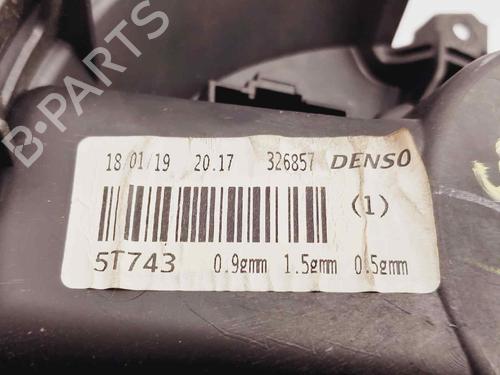 B-PARTS
18/01/19 20.17 326857 DENSO
(1)
5T743 0.9gmm 1.5gmm 0.5gmm